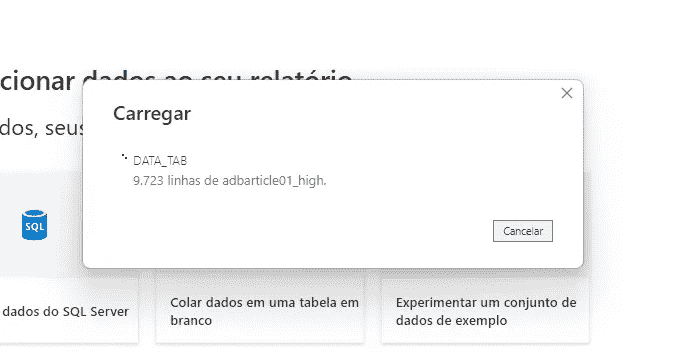 cionar dados ao seu relatório
dos, seus
Carregar
DATA_TAB
9.723 linhas de adbarticle01_high.
Cancelar
SQL
dados do SQL Server
Colar dados em uma tabela em
branco
Experimentar um conjunto de
dados de exemplo